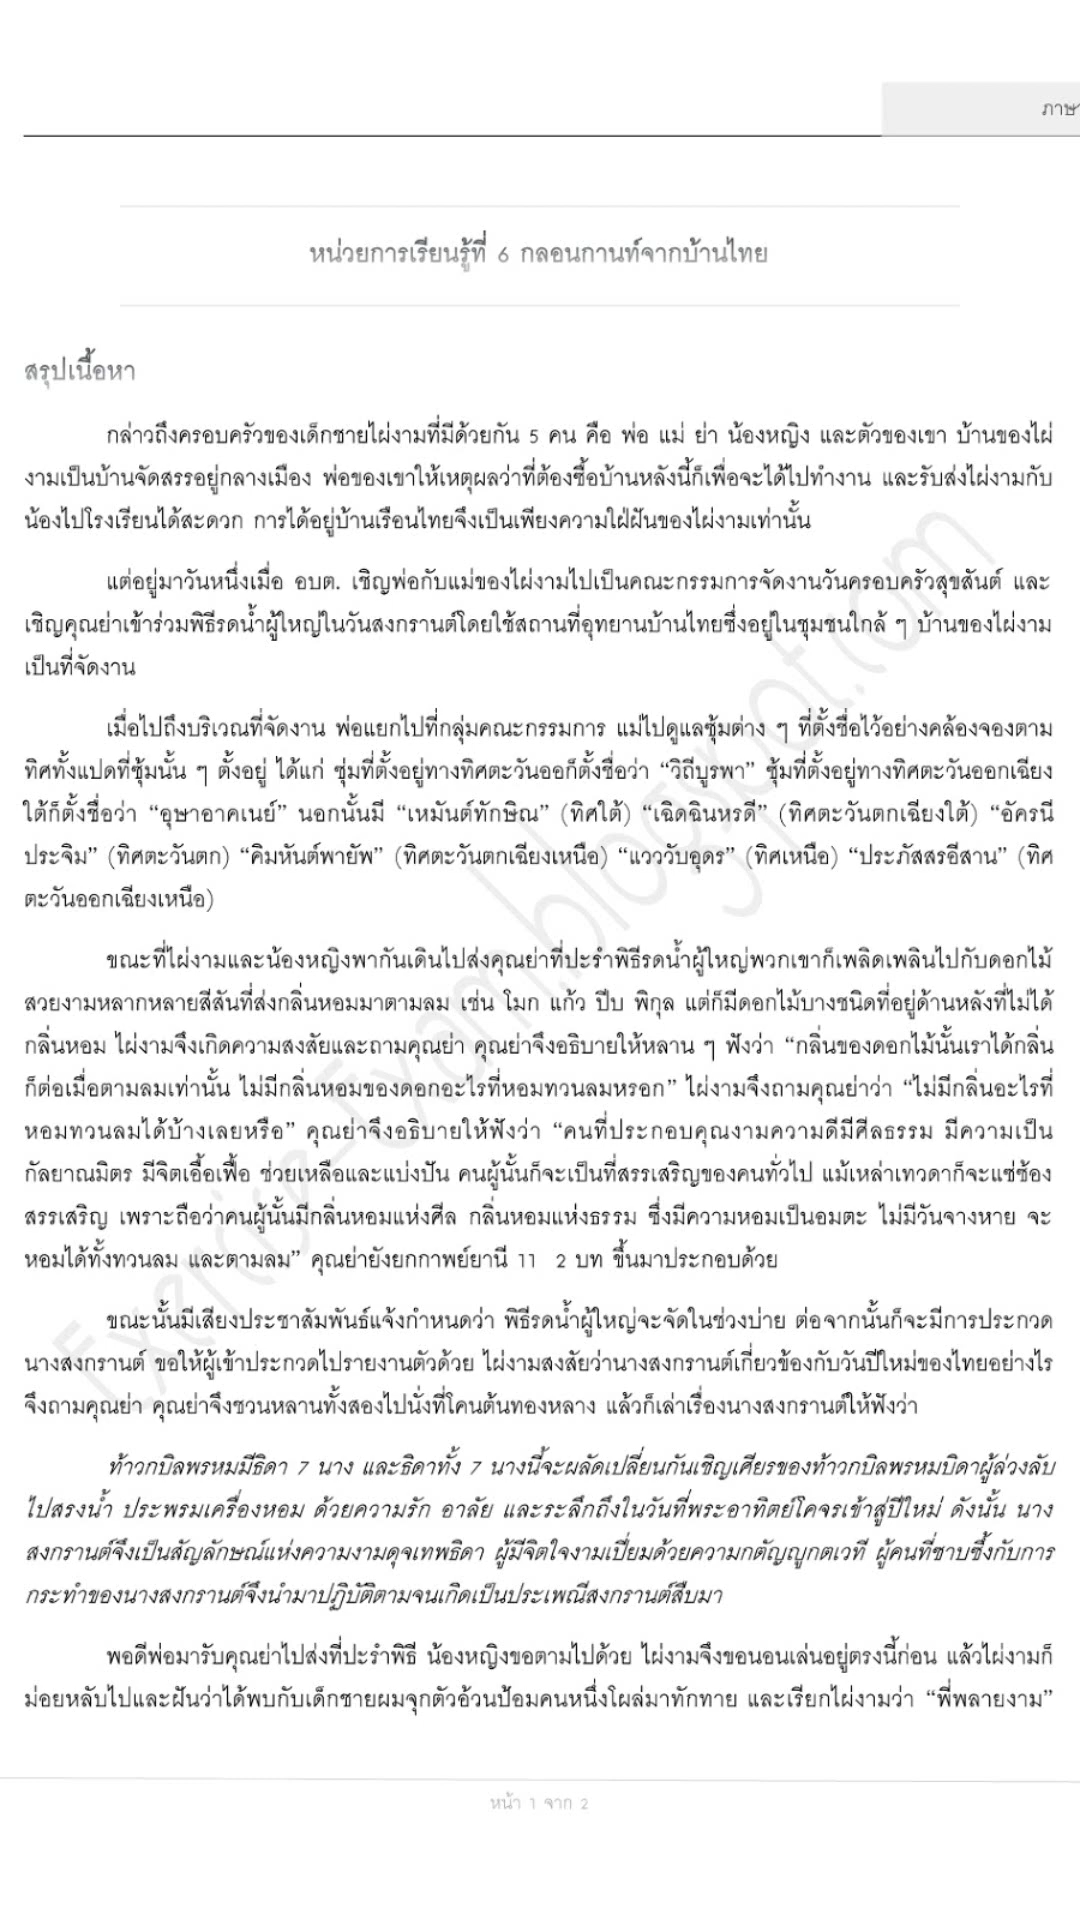 ภาษา
หน่วยการเรียนรู้ที่ 6 กลอนกานท์จากบ้านไทย
สรุปเนื้อหา
กล่าวถึงครอบครัวของเด็กชายไผ่งามที่มีด้วยกัน 5 คน คือ พ่อ แม่ ย่า น้องหญิง และตัวของเขา บ้านของไผ่
งามเป็นบ้านจัดสรรอยู่กลางเมือง พ่อของเขาให้เหตุผลว่าที่ต้องซื้อบ้านหลังนี้ก็เพื่อจะได้ไปทำงาน และรับส่งไผ่งามกับ
น้องไปโรงเรียนได้สะดวก การได้อยู่บ้านเรือนไทยจึงเป็นเพียงความใฝ่ฝันของไผ่งามเท่านั้น
แต่อยู่มาวันหนึ่งเมื่อ อบต. เชิญพ่อกับแม่ของไผ่งามไปเป็นคณะกรรมการจัดงานวันครอบครัวสุขสันต์ และ
เชิญคุณย่าเข้าร่วมพิธีรดน้ำผู้ใหญ่ในวันสงกรานต์โดยใช้สถานที่อุทยานบ้านไทยซึ่งอยู่ในชุมชนใกล้ ๆ บ้านของไผ่งาม
เป็นที่จัดงาน
เมื่อไปถึงบริเวณที่จัดงาน พ่อแยกไปที่กลุ่มคณะกรรมการ แม่ไปดูแลซุ้มต่าง ๆ ที่ตั้งชื่อไว้อย่างคล้องจองตาม
ทิศทั้งแปดที่ซุ้มนั้น ๆ ตั้งอยู่ ได้แก่ ซุ่มที่ตั้งอยู่ทางทิศตะวันออก็ตั้งชื่อว่า “วิถีบูรพา” ซุ้มที่ตั้งอยู่ทางทิศตะวันออกเฉียง
ใต้ก็ตั้งชื่อว่า “อุษาอาคเนย์” นอกนั้นมี “เหมันต์ทักษิณ” (ทิศใต้) “เฉิดฉินหรดี” (ทิศตะวันตกเฉียงใต้) “อัครนี
ประจิม” (ทิศตะวันตก) “คิมหันต์พายัพ” (ทิศตะวันตกเฉียงเหนือ) “แวววับอุดร” (ทิศเหนือ) “ประภัสสรอีสาน” (ทิศ
ตะวันออกเฉียงเหนือ)
ขณะที่ไผ่งามและน้องหญิงพากันเดินไปส่งคุณย่าที่ปะรำพิธีรดน้ำผู้ใหญ่พวกเขาก็เพลิดเพลินไปกับดอกไม้
สวยงามหลากหลายสีสันที่ส่งกลิ่นหอมมาตามลม เช่น โมก แก้ว ปีบ พิกุล แต่ก็มีดอกไม้บางชนิดที่อยู่ด้านหลังที่ไม่ได้
กลิ่นหอม ไผ่งามจึงเกิดความสงสัยและถามคุณย่า คุณย่าจึงอธิบายให้หลาน ๆ ฟังว่า “กลิ่นของดอกไม้นั้นเราได้กลิ่น
ก็ต่อเมื่อตามลมเท่านั้น ไม่มีกลิ่นหอมของดอกอะไรที่หอมทวนลมหรอก” ไผ่งามจึงถามคุณย่าว่า “ไม่มีกลิ่นอะไรที่
หอมทวนลมได้บ้างเลยหรือ” คุณย่าจึงอธิบายให้ฟังว่า “คนที่ประกอบคุณงามความดีมีศีลธรรม มีความเป็น
กัลยาณมิตร มีจิตเอื้อเฟื้อ ช่วยเหลือและแบ่งปัน คนผู้นั้นก็จะเป็นที่สรรเสริญของคนทั่วไป แม้เหล่าเทวดาก็จะแซ่ซ้อง
สรรเสริญ เพราะถือว่าคนผู้นั้นมีกลิ่นหอมแห่งศีล กลิ่นหอมแห่งธรรม ซึ่งมีความหอมเป็นอมตะ ไม่มีวันจางหาย จะ
หอมได้ทั้งทวนลม และตามลม” คุณย่ายังยกกาพย์ยานี 11 2 บท ขึ้นมาประกอบด้วย
ขณะนั้นมีเสียงประชาสัมพันธ์แจ้งกำหนดว่า พิธีรดน้ำผู้ใหญ่จะจัดในช่วงบ่าย ต่อจากนั้นก็จะมีการประกวด
นางสงกรานต์ ขอให้ผู้เข้าประกวดไปรายงานตัวด้วย ไผ่งามสงสัยว่านางสงกรานต์เกี่ยวข้องกับวันปีใหม่ของไทยอย่างไร
จึงถามคุณย่า คุณย่าจึงชวนหลานทั้งสองไปนั่งที่โคนต้นทองหลาง แล้วก็เล่าเรื่องนางสงกรานต์ให้ฟังว่า
ท้าวกบิลพรหมมีธิดา 7 นาง และธิดาทั้ง 7 นางนี้จะผลัดเปลี่ยนกันเชิญเศียรของท้าวกบิลพรหมบิดาผู้ล่วงลับ
ไปสรงน้ำ ประพรมเครื่องหอม ด้วยความรัก อาลัย และระลึกถึงในวันที่พระอาทิตย์โคจรเข้าสู่ปีใหม่ ดังนั้น นาง
สงกรานต์จึงเป็นสัญลักษณ์แห่งความงามดุจเทพธิดา ผู้มีจิตใจงามเปี่ยมด้วยความกตัญญูกตเวที ผู้คนที่ซาบซึ้งกับการ
กระทำของนางสงกรานต์จึงนำมาปฏิบัติตามจนเกิดเป็นประเพณีสงกรานต์สืบมา
พอดีพ่อมารับคุณย่าไปส่งที่ปะรำพิธี น้องหญิงขอตามไปด้วย ไผ่งามจึงขอนอนเล่นอยู่ตรงนี้ก่อน แล้วไผ่งามก็
ม่อยหลับไปและฝันว่าได้พบกับเด็กชายผมจุกตัวอ้วนป้อมคนหนึ่งโผล่มาทักทาย และเรียกไผ่งามว่า “พี่พลายงาม”
หน้า 1 จาก 2
Exercise-Exam.blogspot.com